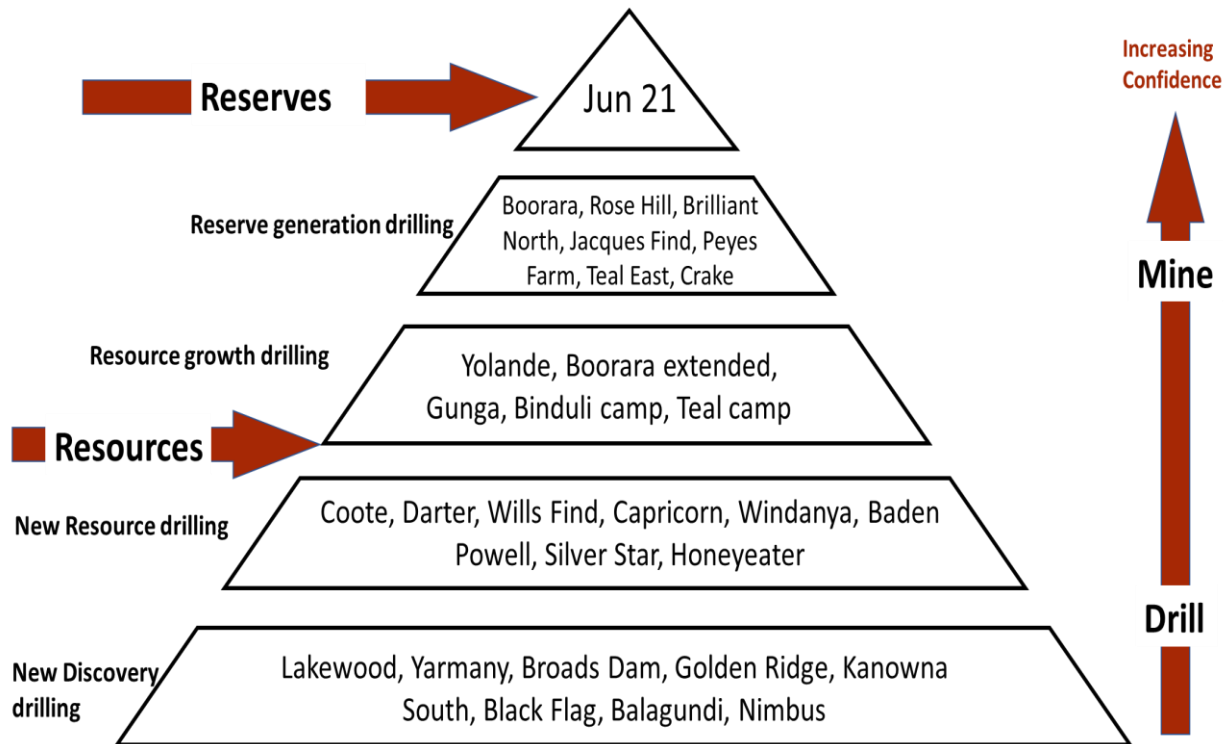 Increasing
Confidence
Reserves
Jun 21
Reserve generation drilling
Boorara, Rose Hill, Brilliant
North, Jacques Find, Peyes
Farm, Teal East, Crake
Mine
Resource growth drilling
Yolande, Boorara extended,
Gunga, Binduli camp, Teal camp
Resources
New Resource drilling
Coote, Darter, Wills Find, Capricorn, Windanya, Baden
Powell, Silver Star, Honeyeater
Drill
New Discovery
drilling
Lakewood, Yarmany, Broads Dam, Golden Ridge, Kanowna
South, Black Flag, Balagundi, Nimbus